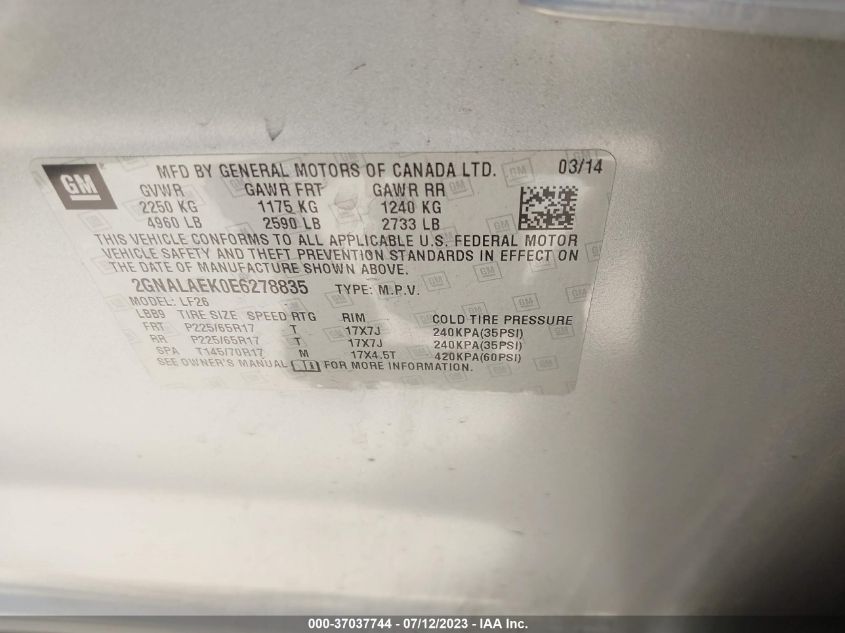 GM MFD BY GENERAL MOTORS OF CANADA LTD. 03/14
GVWR GAWR FRT GAWR RR
2250 KG 1175 KG 1240 KG
4960 LB 2590 LB 2733 LB
THIS VEHICLE CONFORMS TO ALL APPLICABLE U.S. FEDERAL MOTOR
VEHICLE SAFETY AND THEFT PREVENTION STANDARDS IN EFFECT ON
THE DATE OF MANUFACTURE SHOWN ABOVE.
2GNALAEK0E6278835 TYPE: M.P.V.
MODEL: LF26
LBB9 TIRE SIZE SPEED RTG RIM COLD TIRE PRESSURE
FRT P225/65R17 T 17X7J 240KPA(35PSI)
RR P225/65R17 T 17X7J 240KPA(35PSI)
SPA T145/70R17 M 17X4.5T 420KPA(60PSI)
SEE OWNER'S MANUAL FOR MORE INFORMATION.
000-37037744 - 07/12/2023 - IAA Inc.